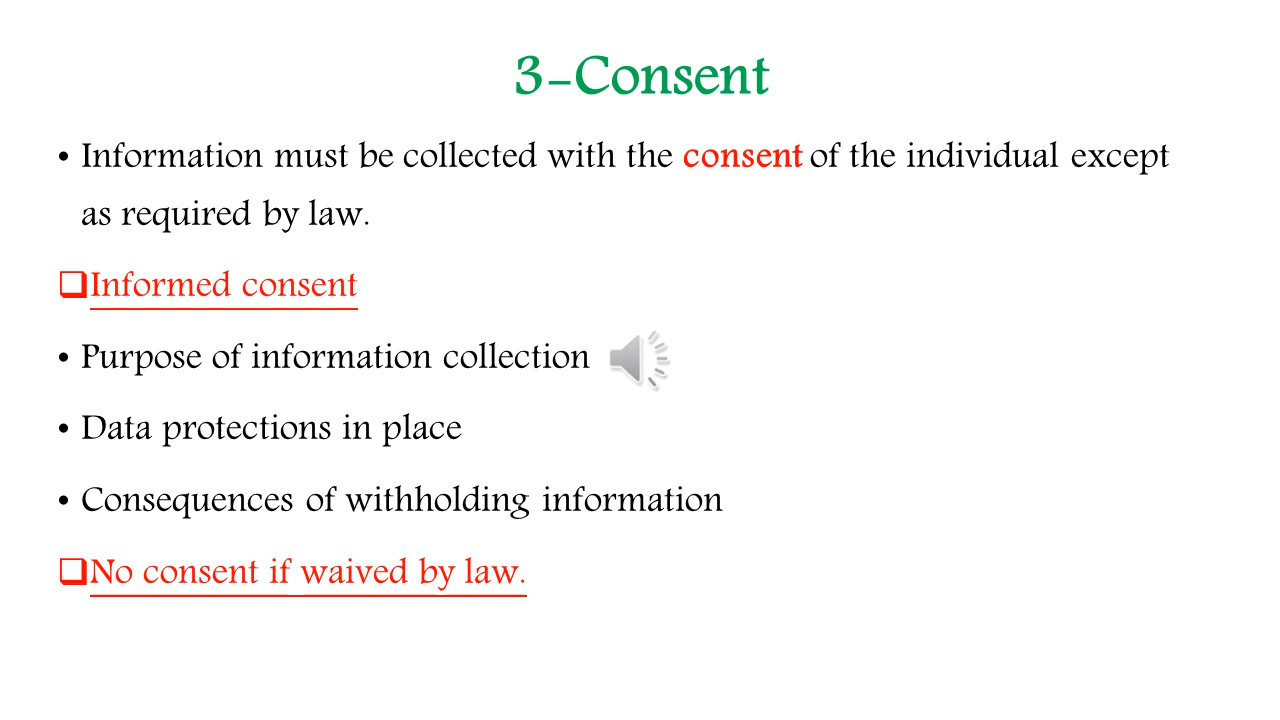 3-Consent
• Information must be collected with the consent of the individual except
as required by law.
❑Informed consent
• Purpose of information collection
• Data protections in place
• Consequences of withholding information
❑No consent if waived by law.